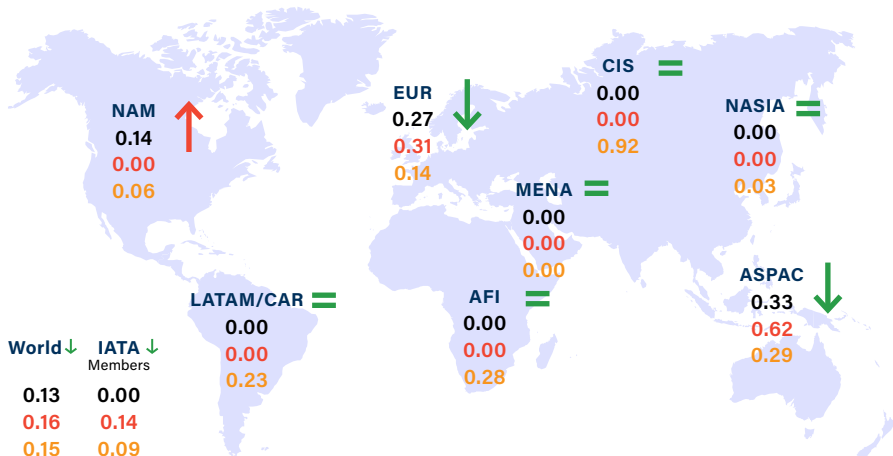 CIS
0.00
0.00
0.92
EUR
0.27
0.31
0.14
NAM
0.14
0.00
0.06
NASIA
0.00
0.00
0.03
MENA
0.00
0.00
0.00
ASPAC
0.33
0.62
0.29
LATAM/CAR
0.00
0.00
0.23
AFI
0.00
0.00
0.28
World IATA
Members
0.13 0.00
0.16 0.14
0.15 0.09